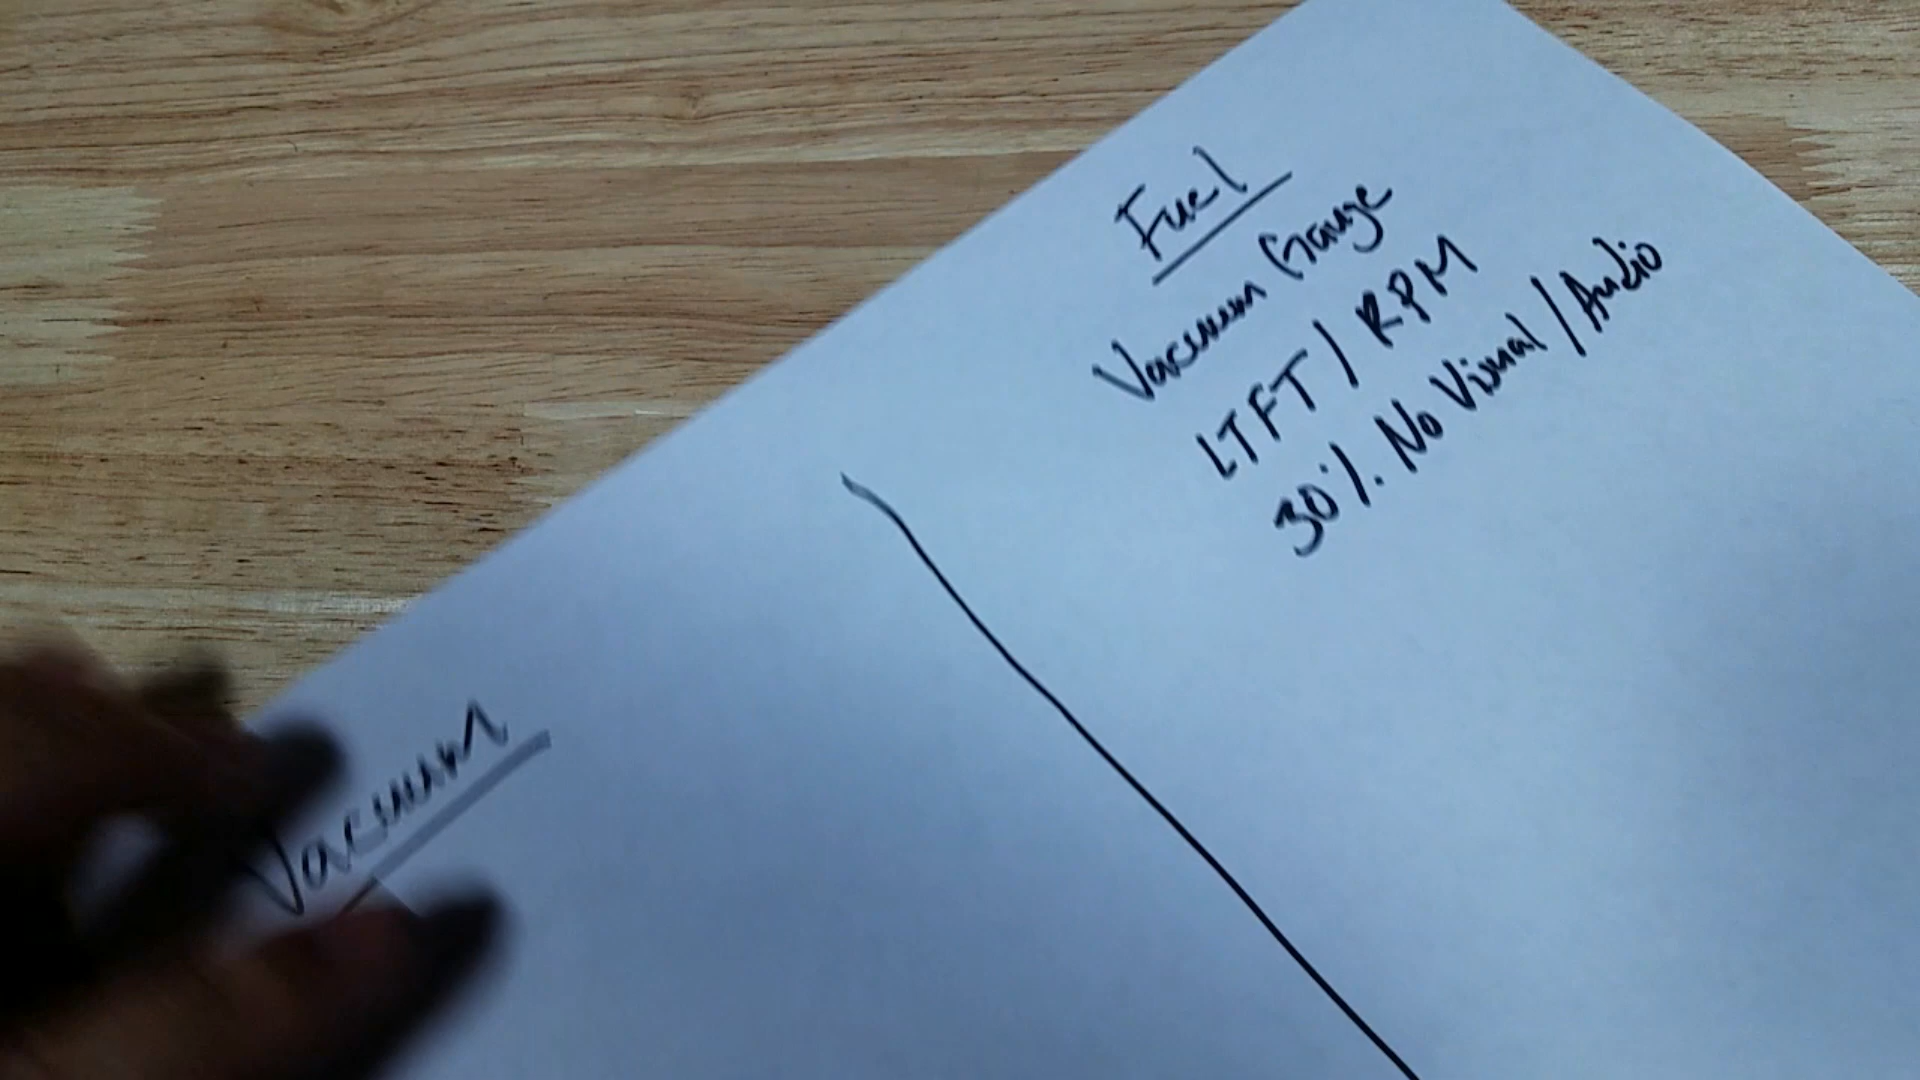 Vacuum
Fuel
Vacuum Gauge
LTFT / RPM
30%. No Visual / Audio